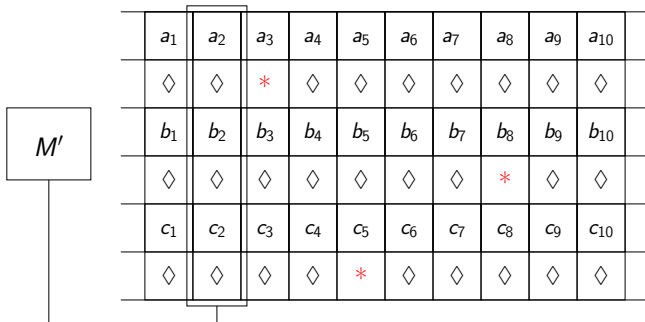 a₁ a₂ a₃ a₄ a₅ a₆ a₇ a₈ a₉ a₁₀
◊ ◊ * ◊ ◊ ◊ ◊ ◊ ◊ ◊
M′
b₁ b₂ b₃ b₄ b₅ b₆ b₇ b₈ b₉ b₁₀
◊ ◊ ◊ ◊ ◊ ◊ ◊ * ◊ ◊
c₁ c₂ c₃ c₄ c₅ c₆ c₇ c₈ c₉ c₁₀
◊ ◊ ◊ ◊ * ◊ ◊ ◊ ◊ ◊